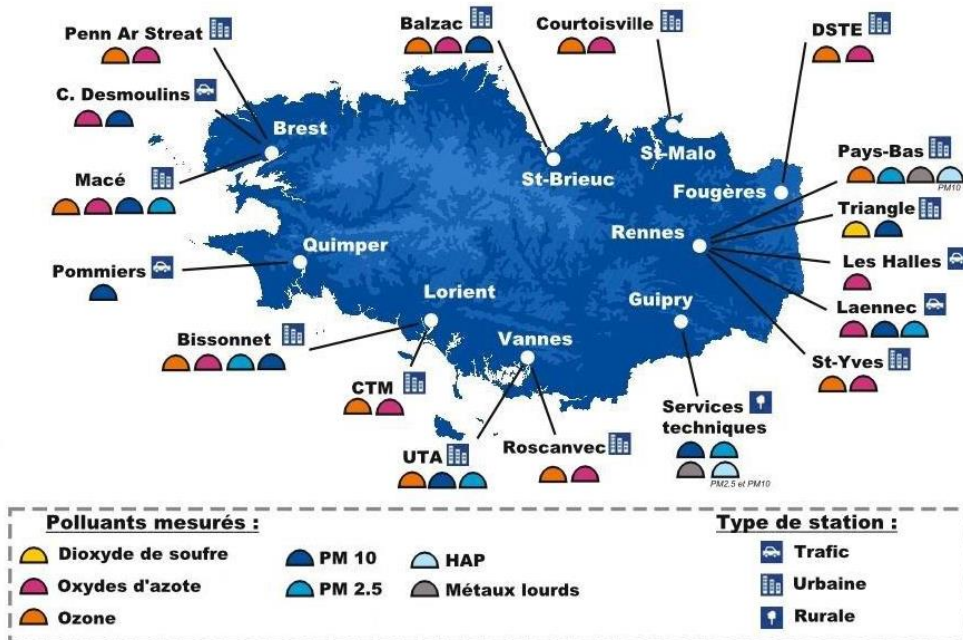 Penn Ar Streat
Balzac
Courtoisville
DSTE
C. Desmoulins
Brest
St-Malo
Pays-Bas
PM10
St-Brieuc
Macé
Fougères
Triangle
Quimper
Rennes
Pommiers
Les Halles
Lorient
Guipry
Laennec
Bissonnet
Vannes
St-Yves
CTM
Services
techniques
UTA
Roscanvec
PM2.5 et PM10
Polluants mesurés :
Dioxyde de soufre
Oxydes d'azote
Ozone
PM 10
PM 2.5
HAP
Métaux lourds
Type de station :
Trafic
Urbaine
Rurale